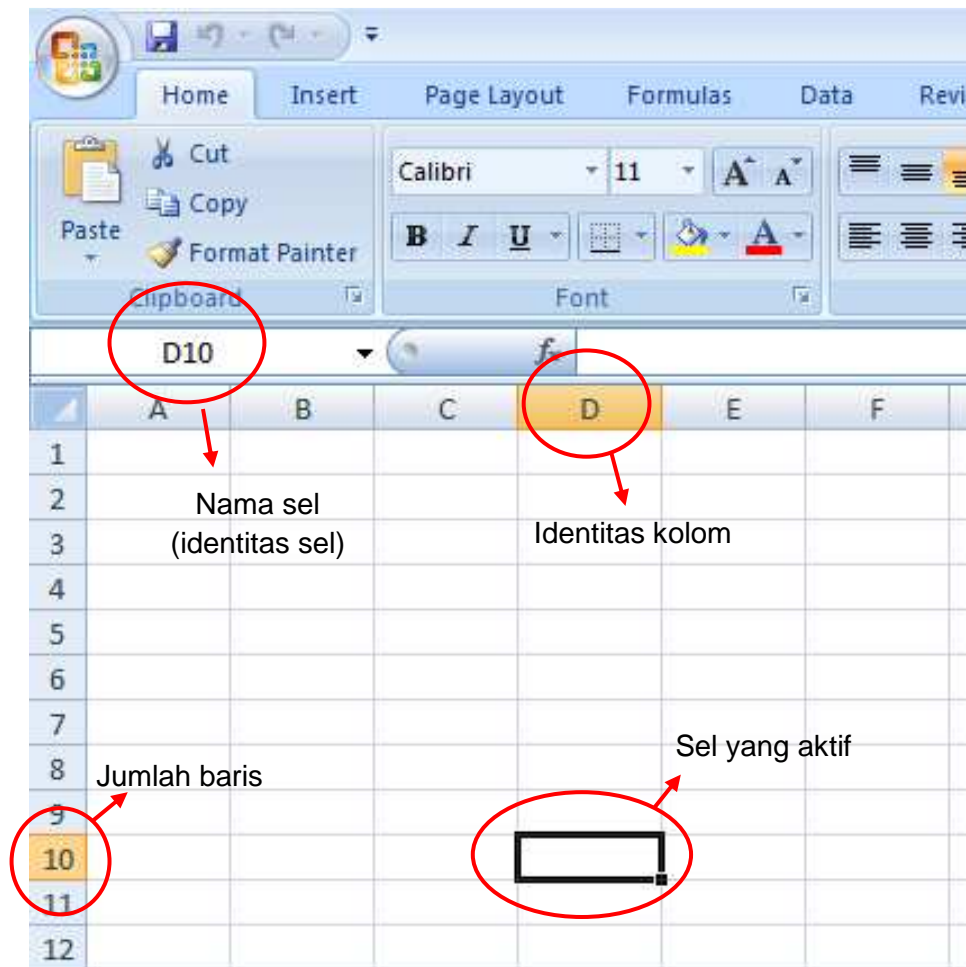 Home Insert Page Layout Formulas Data Revi
Cut
Calibri 11 A A
Copy
Paste
B I U A
Format Painter
Clipboard Font
D10 fx
A B C D E F
1
2 Nama sel
(identitas sel)
Identitas kolom
3
4
5
6
7
Sel yang aktif
8
Jumlah baris
9
10
11
12